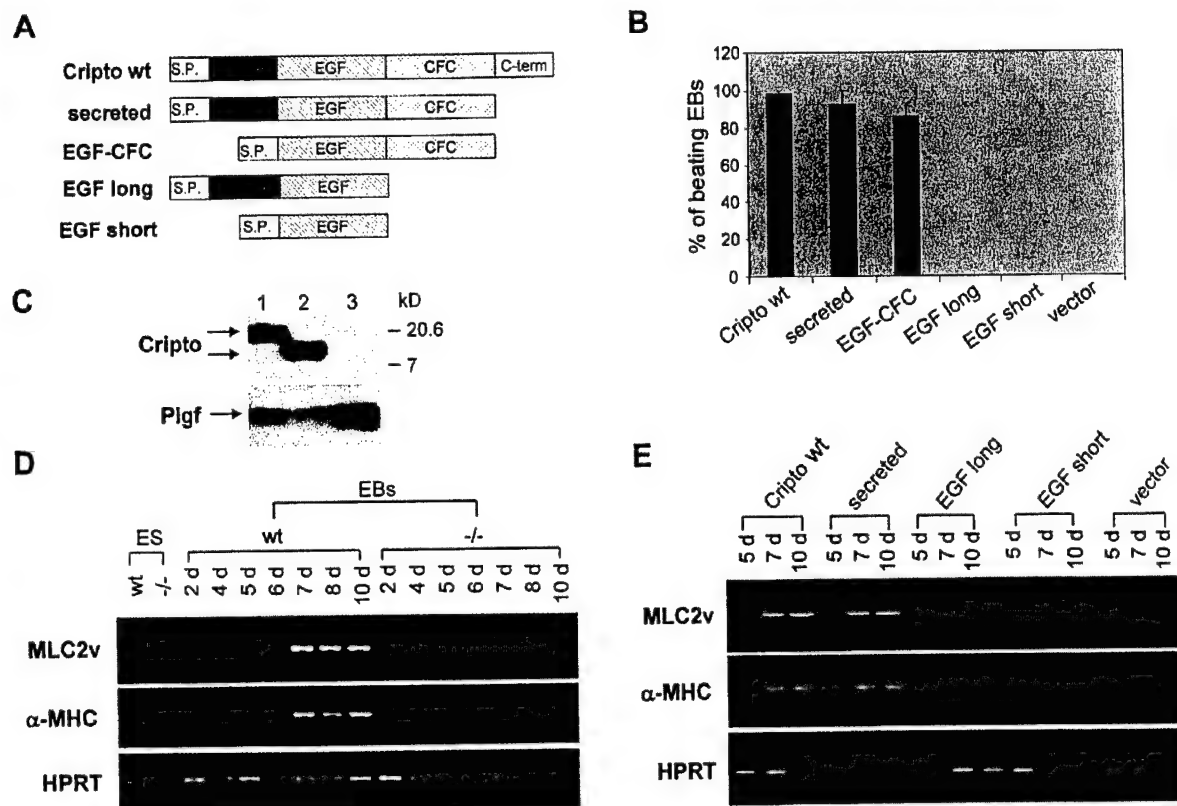 A
Cripto wt S.P. EGF CFC C-term
secreted S.P. EGF CFC
EGF-CFC S.P. EGF CFC
EGF long S.P. EGF
EGF short S.P. EGF
B
% of beating EBs
120
100
80
60
40
20
0
Cripto wt secreted EGF-CFC EGF long EGF short vector
C
1 2 3 kD
Cripto
20.6
7
Plgf
D
EBs
ES wt -/-
wt -/- 2 d 4 d 5 d 6 d 7 d 8 d 10 d 2 d 4 d 5 d 6 d 7 d 8 d 10 d
MLC2v
α-MHC
HPRT
E
Cripto wt secreted EGF long EGF short vector
5 d 7 d 10 d 5 d 7 d 10 d 5 d 7 d 10 d 5 d 7 d 10 d 5 d 7 d 10 d
MLC2v
α-MHC
HPRT